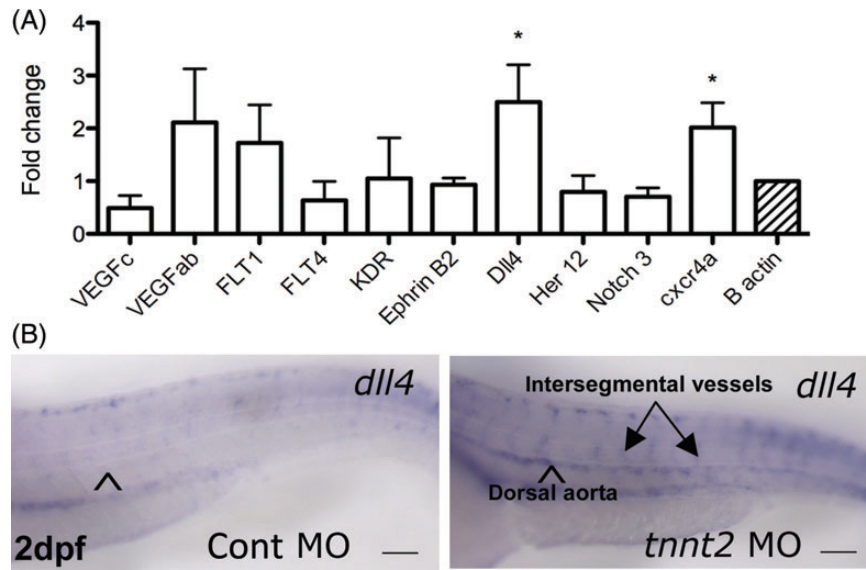 (A)
Fold change
4
3
2
1
0
*
*
VEGFc
VEGFab
FLT1
FLT4
KDR
Ephrin B2
Dll4
Her 12
Notch 3
cxcr4a
B actin
(B)
dll4
2dpf
Cont MO
dll4
Intersegmental vessels
Dorsal aorta
tnnt2 MO